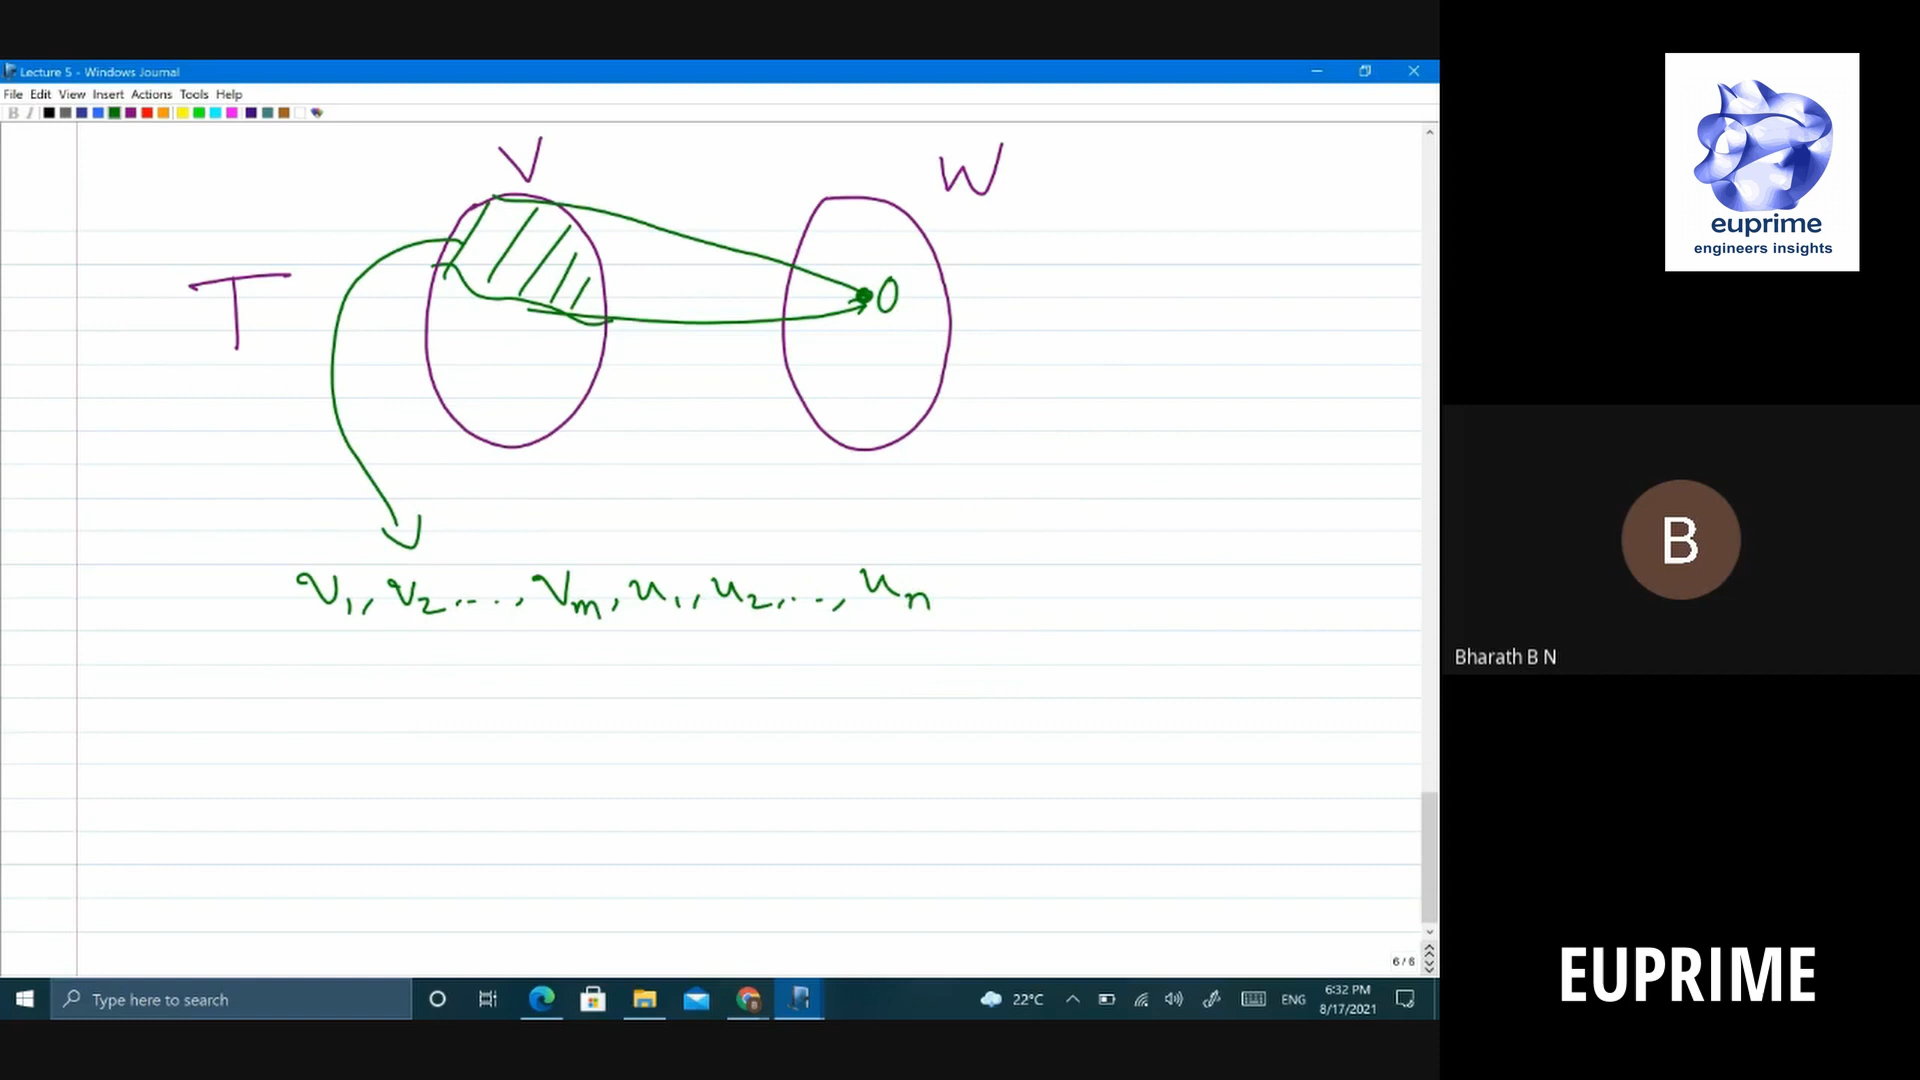 Lecture 5 - Windows Journal
File Edit View Insert Actions Tools Help
B I
V
W
T
0
v₁, v₂, ..., vₘ, u₁, u₂, ..., uₙ
6 / 6
Type here to search
22°C
ENG
6:32 PM
8/17/2021
euprime
engineers insights
B
Bharath B N
EUPRIME